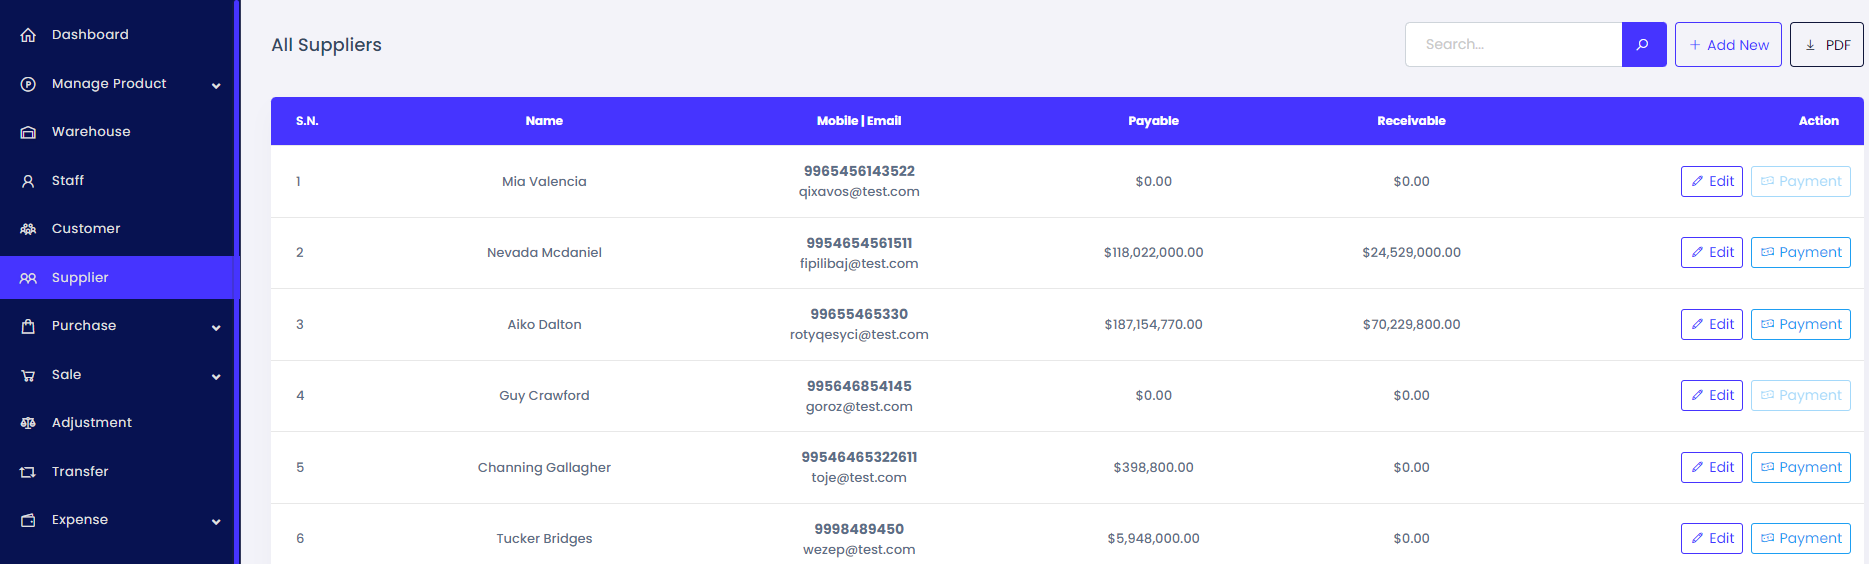 Dashboard
Manage Product
Warehouse
Staff
Customer
Supplier
Purchase
Sale
Adjustment
Transfer
Expense
All Suppliers
Search...
Add New
PDF
S.N. Name Mobile | Email Payable Receivable Action
1 Mia Valencia 9965456143522 $0.00 $0.00 Edit Payment
qixavos@test.com
2 Nevada Mcdaniel 9954654561511 $118,022,000.00 $24,529,000.00 Edit Payment
fipilibaj@test.com
3 Aiko Dalton 99655465330 $187,154,770.00 $70,229,800.00 Edit Payment
rotyqesyci@test.com
4 Guy Crawford 995646854145 $0.00 $0.00 Edit Payment
goroz@test.com
5 Channing Gallagher 99546465322611 $398,800.00 $0.00 Edit Payment
toje@test.com
6 Tucker Bridges 9998489450 $5,948,000.00 $0.00 Edit Payment
wezep@test.com